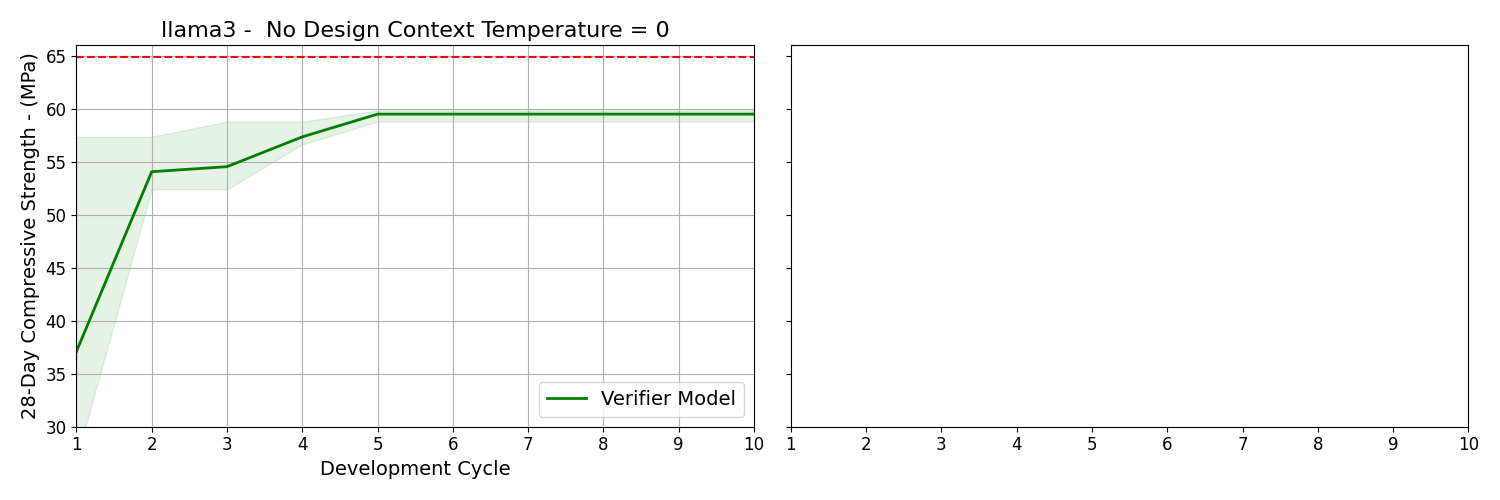 llama3 -  No Design Context Temperature = 0
28-Day Compressive Strength - (MPa)
65
60
55
50
45
40
35
30
Verifier Model
1 2 3 4 5 6 7 8 9 10
Development Cycle
1 2 3 4 5 6 7 8 9 10